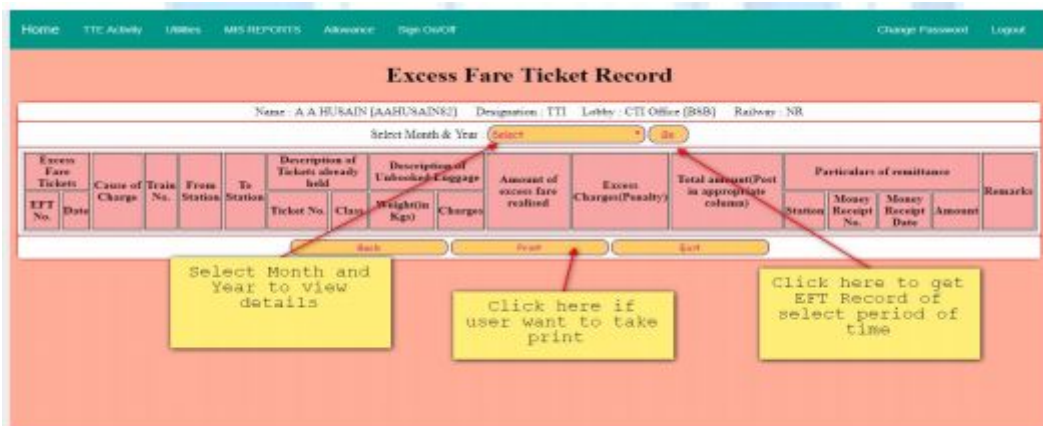 Home TTE Activity Utilities MIS REPORTS Allowance Sign On/Off Change Password Logout
Excess Fare Ticket Record
Name : A A HUSAIN [AAHUSAIN82] Designation : TTI Lobby : CTI Office [BSB] Railway : NR
Select Month & Year : Select Go
Excess Fare Tickets
EFT No.
Date
Cause of Charge
Train No.
From Station
To Station
Description of Tickets already held
Ticket No.
Class
Description of Unbooked Luggage
Weight(in Kgs)
Charges
Amount of excess fare realised
Excess Charges(Penalty)
Total amount(Post in appropriate column)
Particulars of remittance
Station
Money Receipt No.
Money Receipt Date
Amount
Remarks
Back Print Exit
Select Month and
Year to view
details
Click here if
user want to take
print
Click here to get
EFT Record of
select period of
time